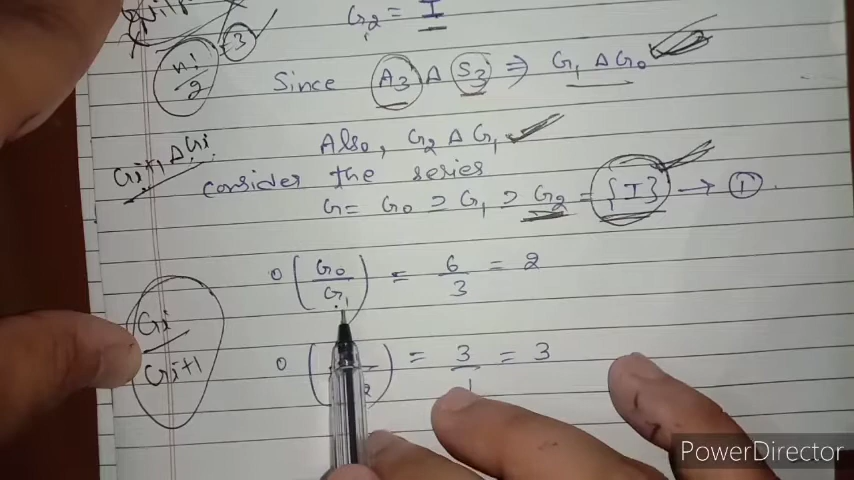 G₂ = I
n!/2 = 3
Since A3 Δ S3 ⇒ G₁ Δ G₀
Also, G₂ Δ G₁
Gi+1 Δ Gi
consider the series
G = G₀ ⊃ G₁ ⊃ G₂ = {I} → ①
o (G₀/G₁) = 6/3 = 2
Gi/Gi+1
o ( ) = 3/1 = 3
PowerDirector